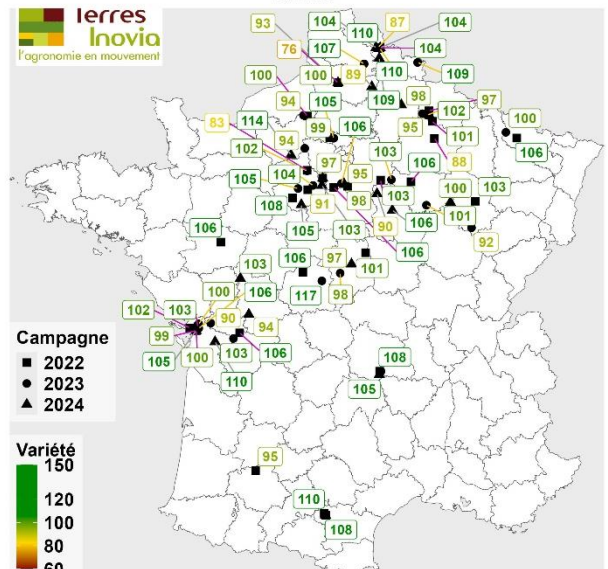 Terres
Inovia
l'agronomie en mouvement
104 87 104
93 110
76 107 104
100 100 89 110 109
94 105 109 98 97
83 114 99 106 95 102 100
102 94 101 106
97 103 106 88
105 104 95 100 103
108 91 98 103 101
105 103 90 106 92
106 106
103 106 97 101
100 106 117 98
102 103 90 94
99
105 100 103 106
110
108
105
95
110
108
Campagne
2022
2023
2024
Variété
150
120
100
80
60